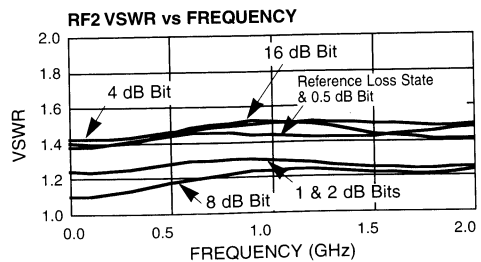 RF2 VSWR vs FREQUENCY
2.0
16 dB Bit
1.8
Reference Loss State
& 0.5 dB Bit
4 dB Bit
1.6
VSWR
1.4
1.2
1 & 2 dB Bits
8 dB Bit
1.0
0.0 0.5 1.0 1.5 2.0
FREQUENCY (GHz)